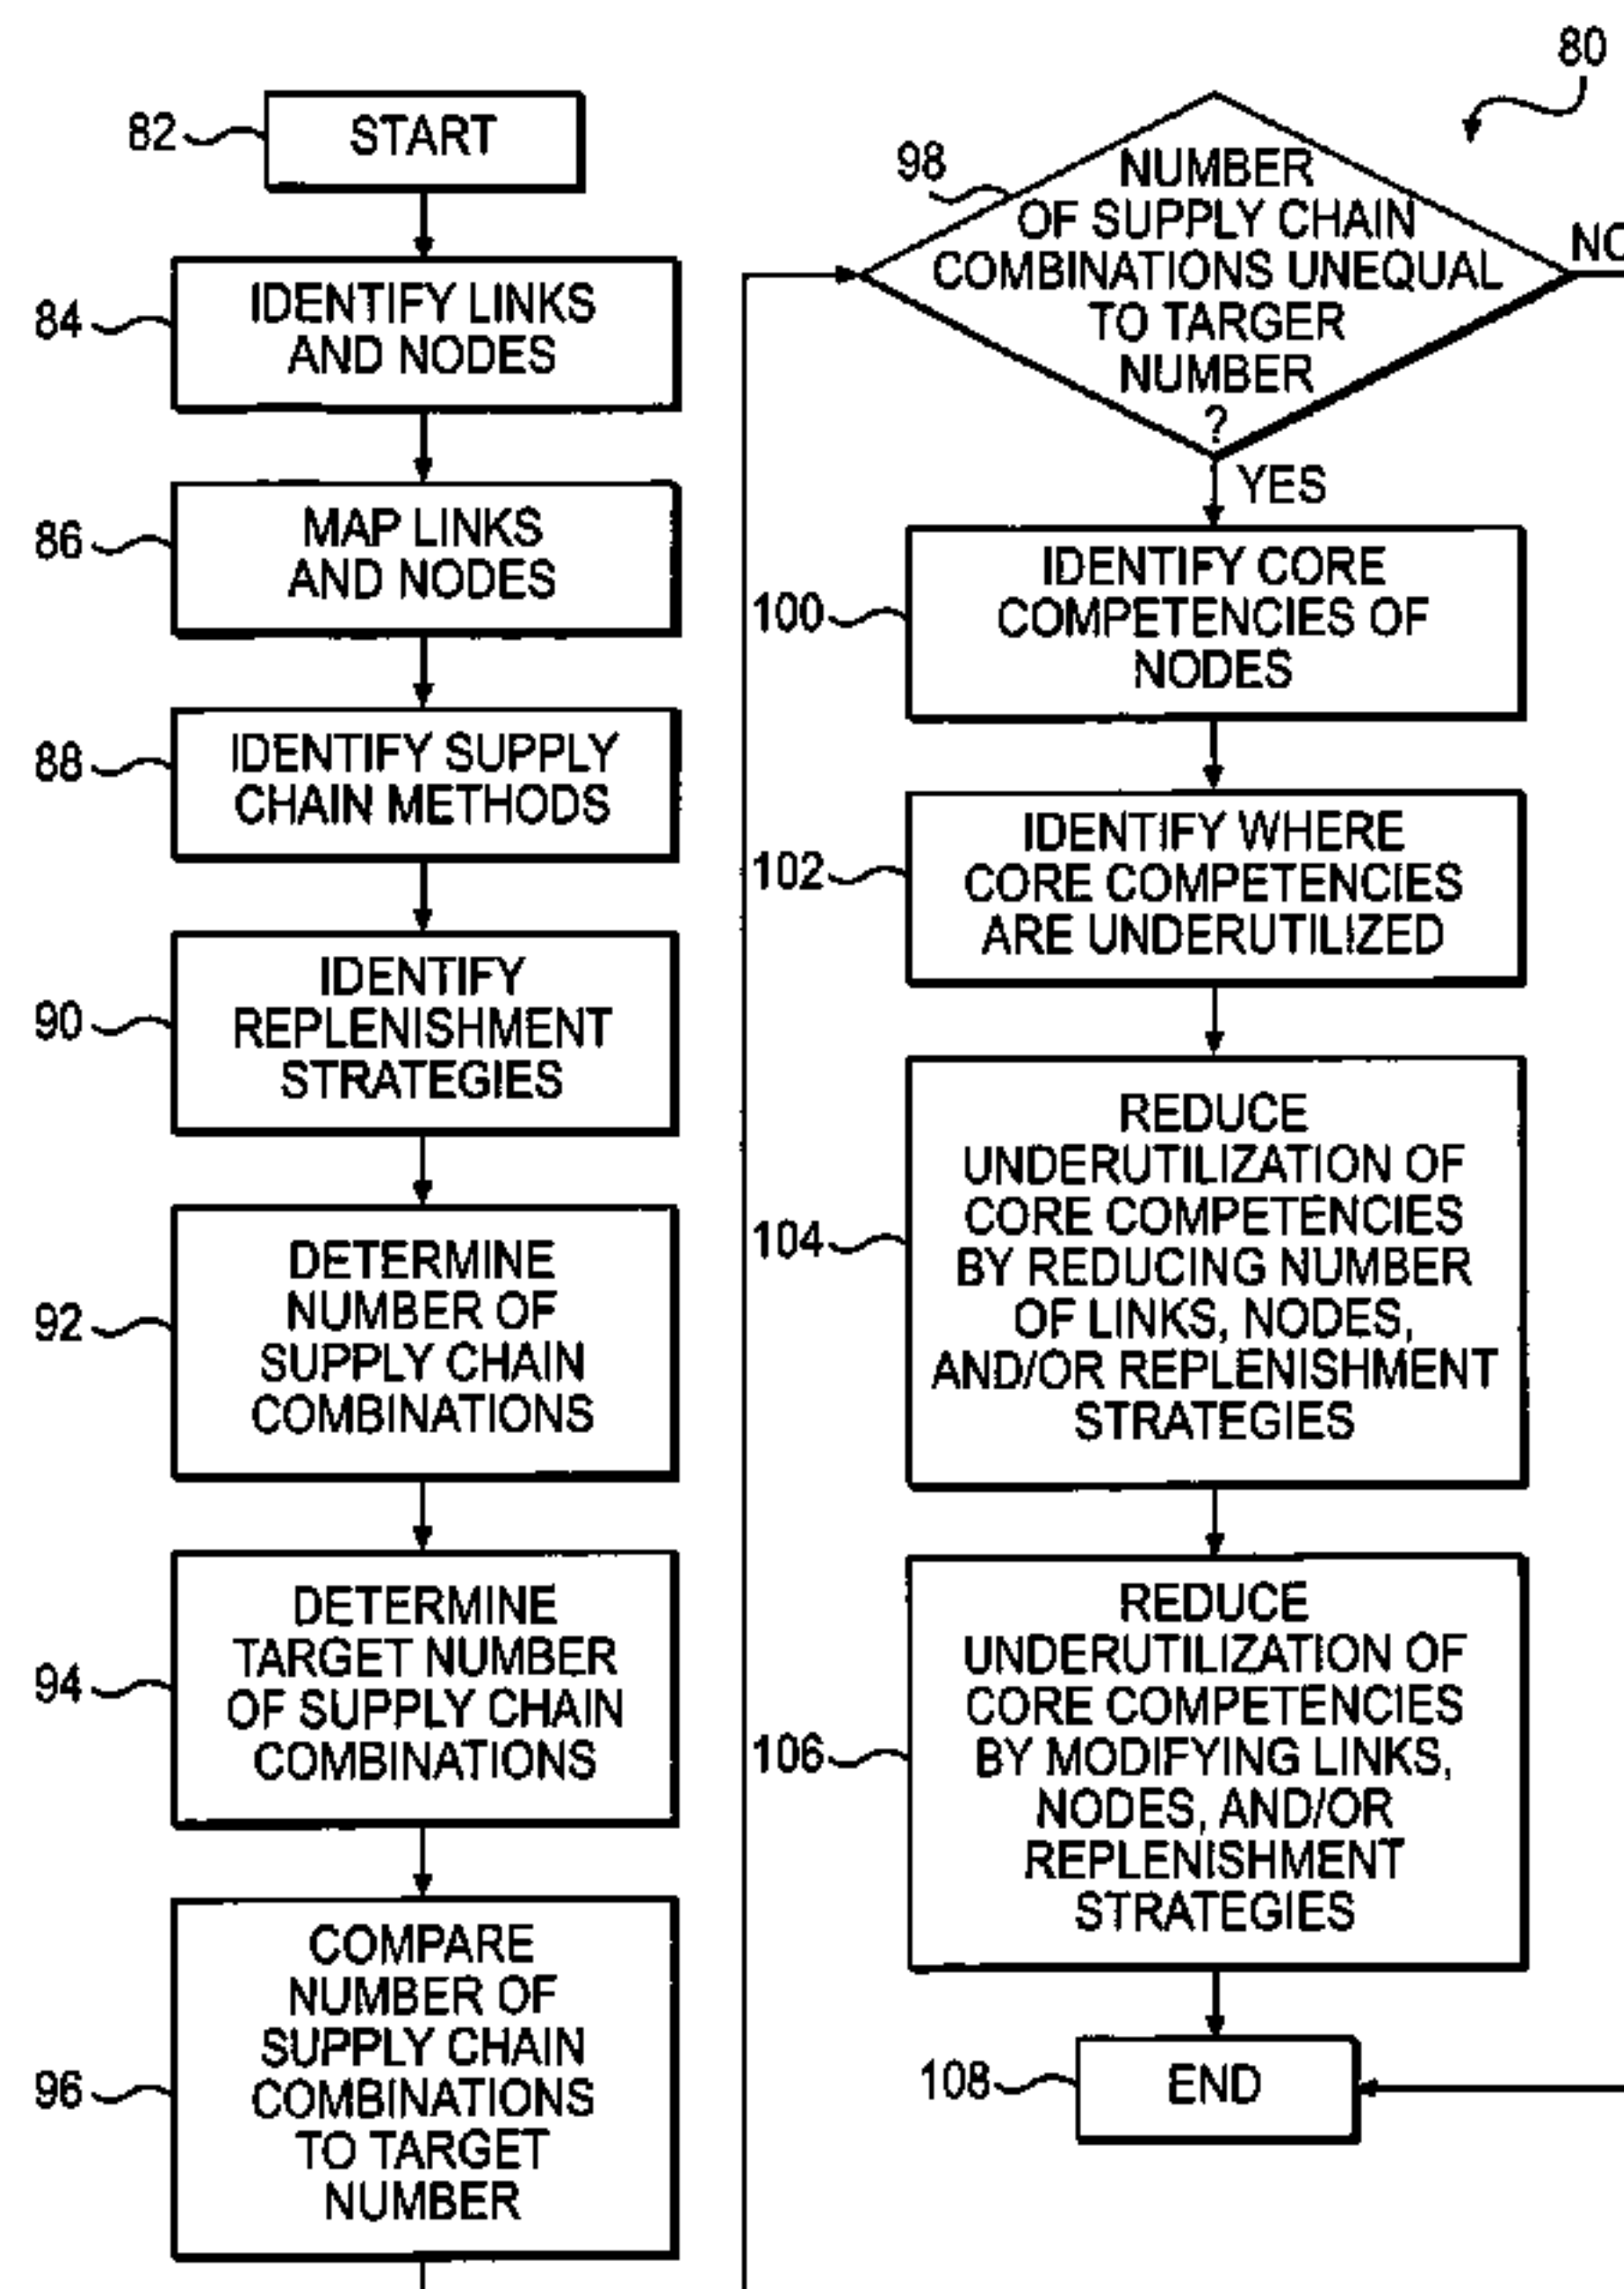 82
START
84
IDENTIFY LINKS
AND NODES
86
MAP LINKS
AND NODES
88
IDENTIFY SUPPLY
CHAIN METHODS
90
IDENTIFY
REPLENISHMENT
STRATEGIES
92
DETERMINE
NUMBER OF
SUPPLY CHAIN
COMBINATIONS
94
DETERMINE
TARGET NUMBER
OF SUPPLY CHAIN
COMBINATIONS
96
COMPARE
NUMBER OF
SUPPLY CHAIN
COMBINATIONS
TO TARGET
NUMBER
80
98
NUMBER
OF SUPPLY CHAIN
COMBINATIONS UNEQUAL
TO TARGER
NUMBER
?
NO
YES
100
IDENTIFY CORE
COMPETENCIES OF
NODES
102
IDENTIFY WHERE
CORE COMPETENCIES
ARE UNDERUTILIZED
104
REDUCE
UNDERUTILIZATION OF
CORE COMPETENCIES
BY REDUCING NUMBER
OF LINKS, NODES,
AND/OR REPLENISHMENT
STRATEGIES
106
REDUCE
UNDERUTILIZATION OF
CORE COMPETENCIES
BY MODIFYING LINKS,
NODES, AND/OR
REPLENISHMENT
STRATEGIES
108
END